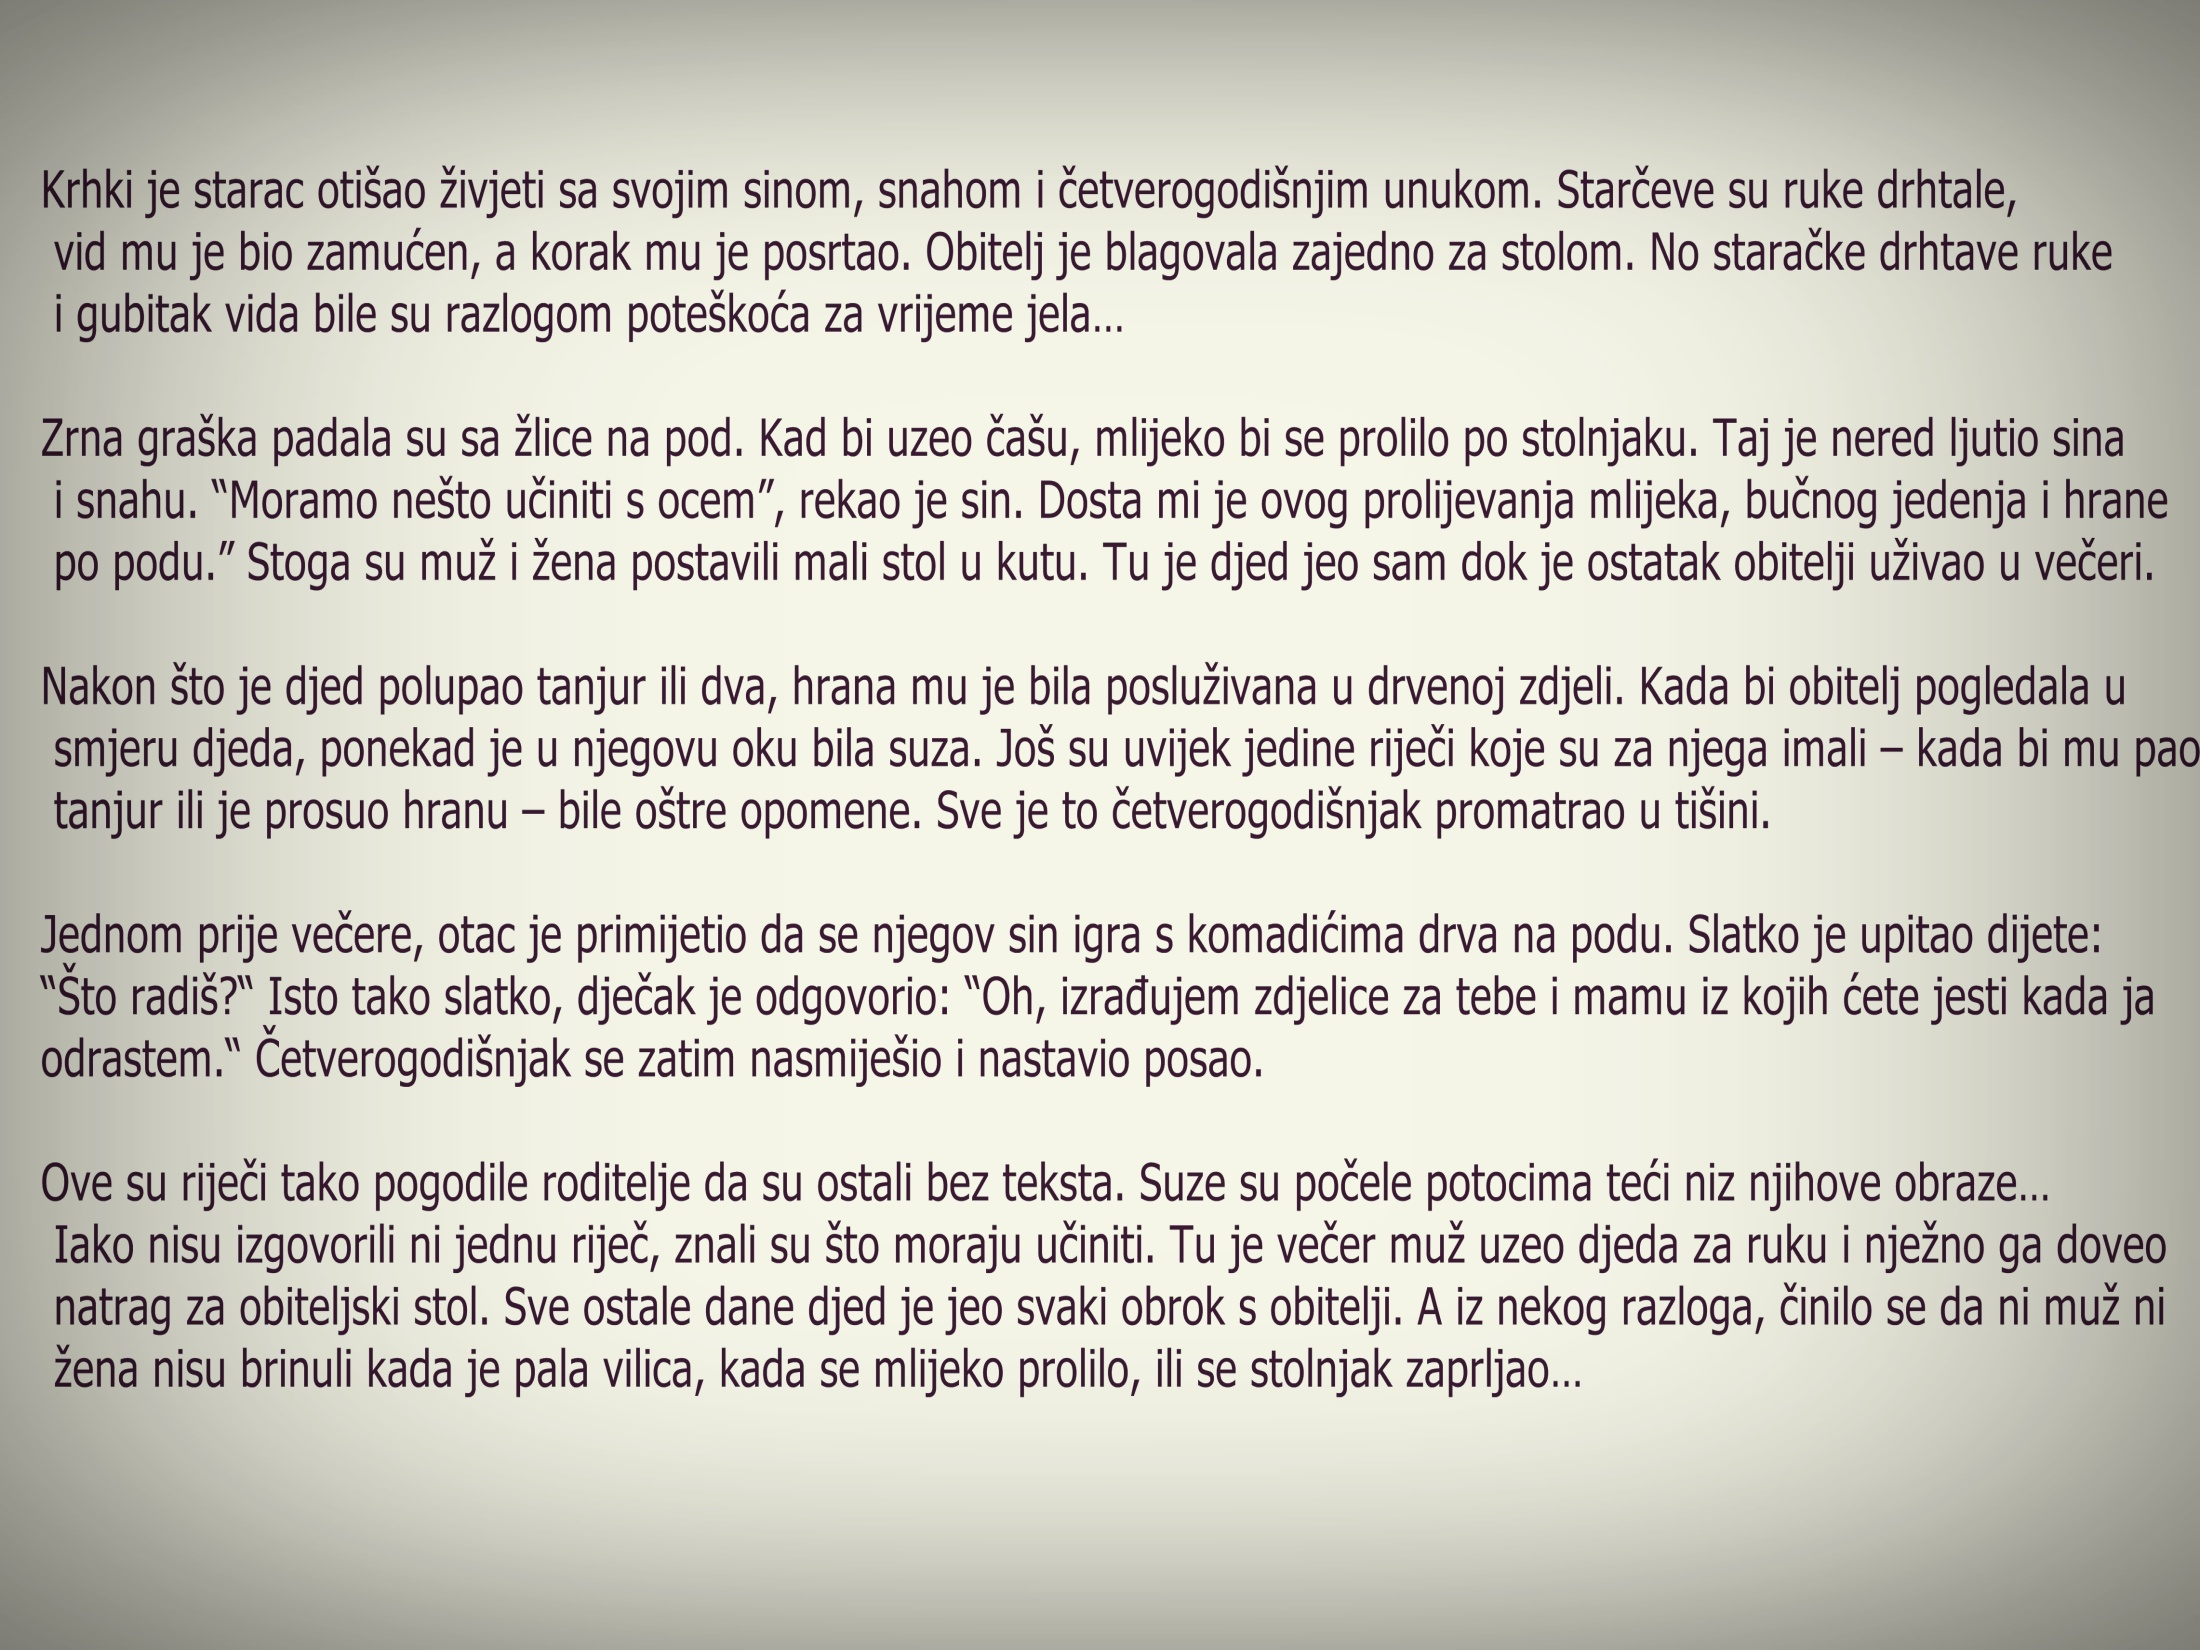 Krhki je starac otišao živjeti sa svojim sinom, snahom i četverogodišnjim unukom. Starčeve su ruke drhtale,
vid mu je bio zamućen, a korak mu je posrtao. Obitelj je blagovala zajedno za stolom. No staračke drhtave ruke
i gubitak vida bile su razlogom poteškoća za vrijeme jela...
Zrna graška padala su sa žlice na pod. Kad bi uzeo čašu, mlijeko bi se prolilo po stolnjaku. Taj je nered ljutio sina
i snahu. “Moramo nešto učiniti s ocem”, rekao je sin. Dosta mi je ovog prolijevanja mlijeka, bučnog jedenja i hrane
po podu.” Stoga su muž i žena postavili mali stol u kutu. Tu je djed jeo sam dok je ostatak obitelji uživao u večeri.
Nakon što je djed polupao tanjur ili dva, hrana mu je bila posluživana u drvenoj zdjeli. Kada bi obitelj pogledala u
smjeru djeda, ponekad je u njegovu oku bila suza. Još su uvijek jedine riječi koje su za njega imali – kada bi mu pao
tanjur ili je prosuo hranu – bile oštre opomene. Sve je to četverogodišnjak promatrao u tišini.
Jednom prije večere, otac je primijetio da se njegov sin igra s komadićima drva na podu. Slatko je upitao dijete:
“Što radiš?“ Isto tako slatko, dječak je odgovorio: “Oh, izrađujem zdjelice za tebe i mamu iz kojih ćete jesti kada ja
odrastem.“ Četverogodišnjak se zatim nasmiješio i nastavio posao.
Ove su riječi tako pogodile roditelje da su ostali bez teksta. Suze su počele potocima teći niz njihove obraze...
Iako nisu izgovorili ni jednu riječ, znali su što moraju učiniti. Tu je večer muž uzeo djeda za ruku i nježno ga doveo
natrag za obiteljski stol. Sve ostale dane djed je jeo svaki obrok s obitelji. A iz nekog razloga, činilo se da ni muž ni
žena nisu brinuli kada je pala vilica, kada se mlijeko prolilo, ili se stolnjak zaprljao...